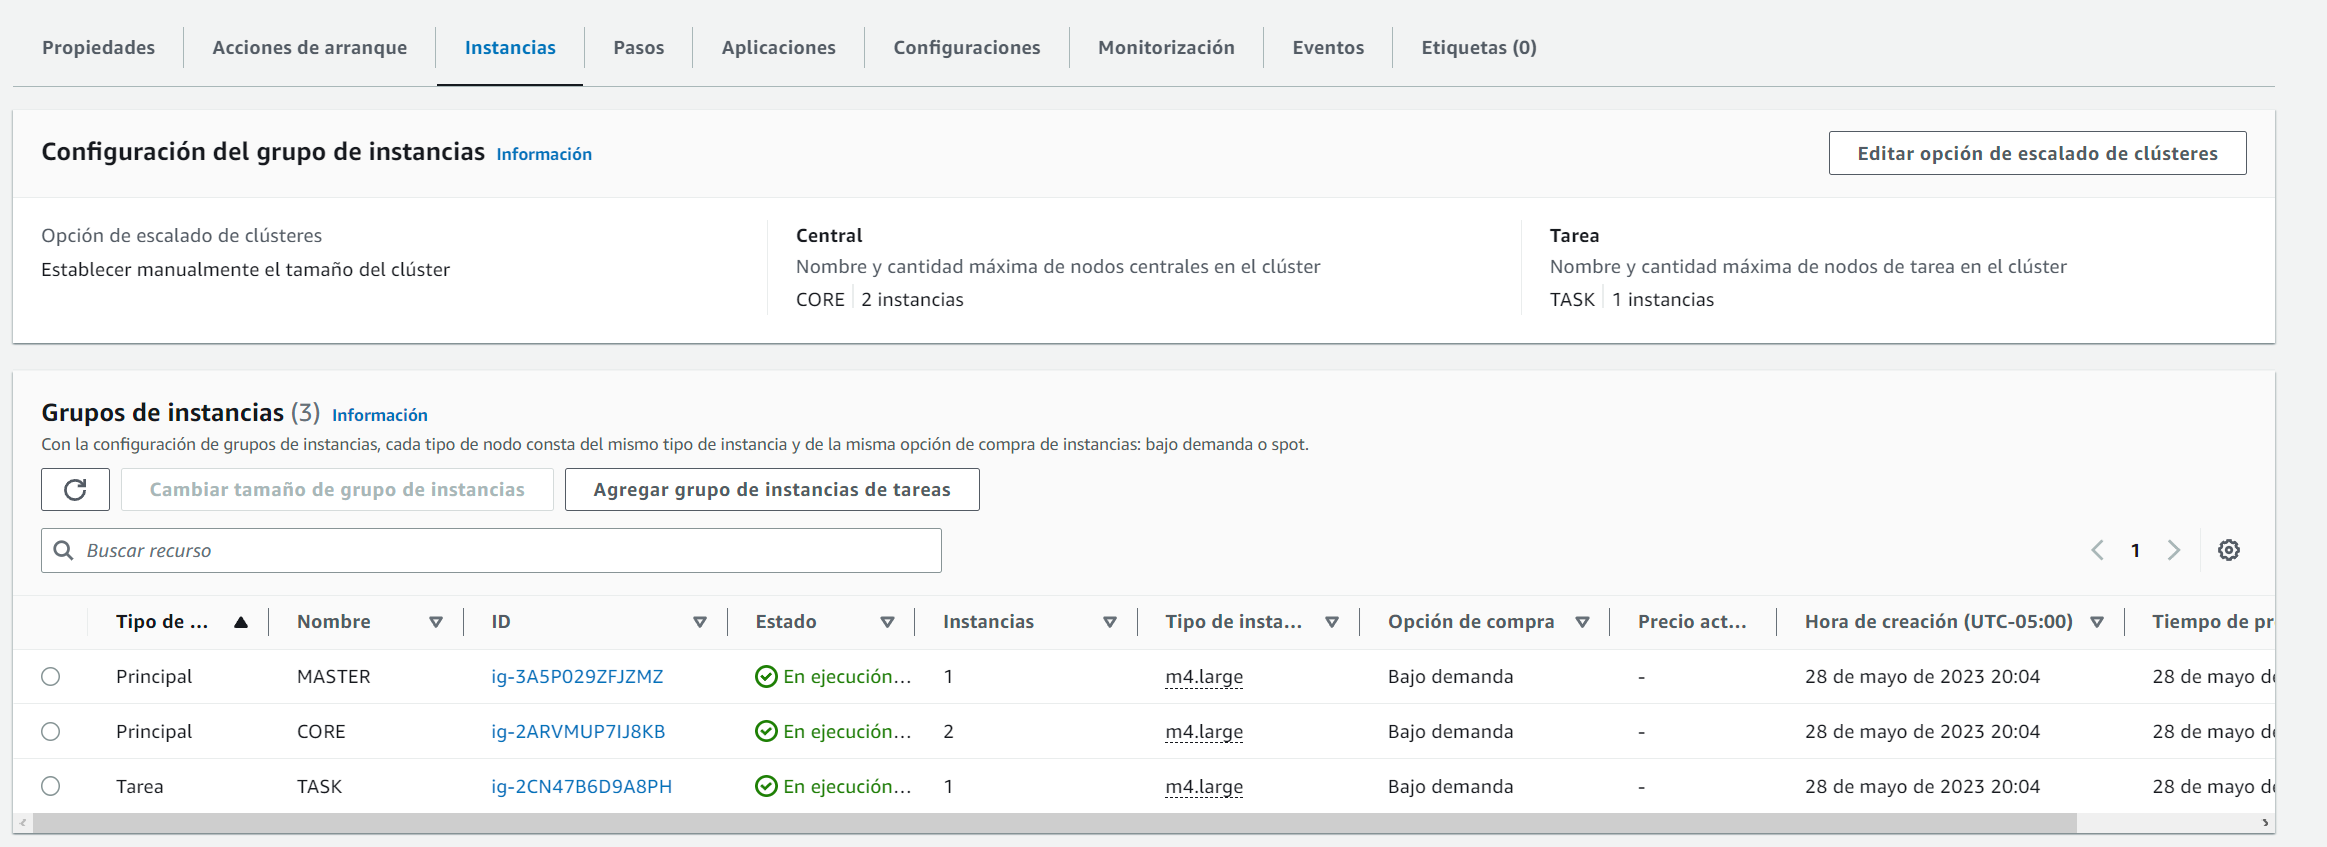 Propiedades Acciones de arranque Instancias Pasos Aplicaciones Configuraciones Monitorización Eventos Etiquetas (0)
Configuración del grupo de instancias Información Editar opción de escalado de clústeres
Opción de escalado de clústeres
Establecer manualmente el tamaño del clúster
Central
Nombre y cantidad máxima de nodos centrales en el clúster
CORE 2 instancias
Tarea
Nombre y cantidad máxima de nodos de tarea en el clúster
TASK 1 instancias
Grupos de instancias (3) Información
Con la configuración de grupos de instancias, cada tipo de nodo consta del mismo tipo de instancia y de la misma opción de compra de instancias: bajo demanda o spot.
Cambiar tamaño de grupo de instancias Agregar grupo de instancias de tareas
Buscar recurso 1
Tipo de ... Nombre ID Estado Instancias Tipo de insta... Opción de compra Precio act... Hora de creación (UTC-05:00) Tiempo de pr
Principal MASTER ig-3A5P029ZFJZMZ En ejecución... 1 m4.large Bajo demanda - 28 de mayo de 2023 20:04 28 de mayo de
Principal CORE ig-2ARVMUP7IJ8KB En ejecución... 2 m4.large Bajo demanda - 28 de mayo de 2023 20:04 28 de mayo de
Tarea TASK ig-2CN47B6D9A8PH En ejecución... 1 m4.large Bajo demanda - 28 de mayo de 2023 20:04 28 de mayo de